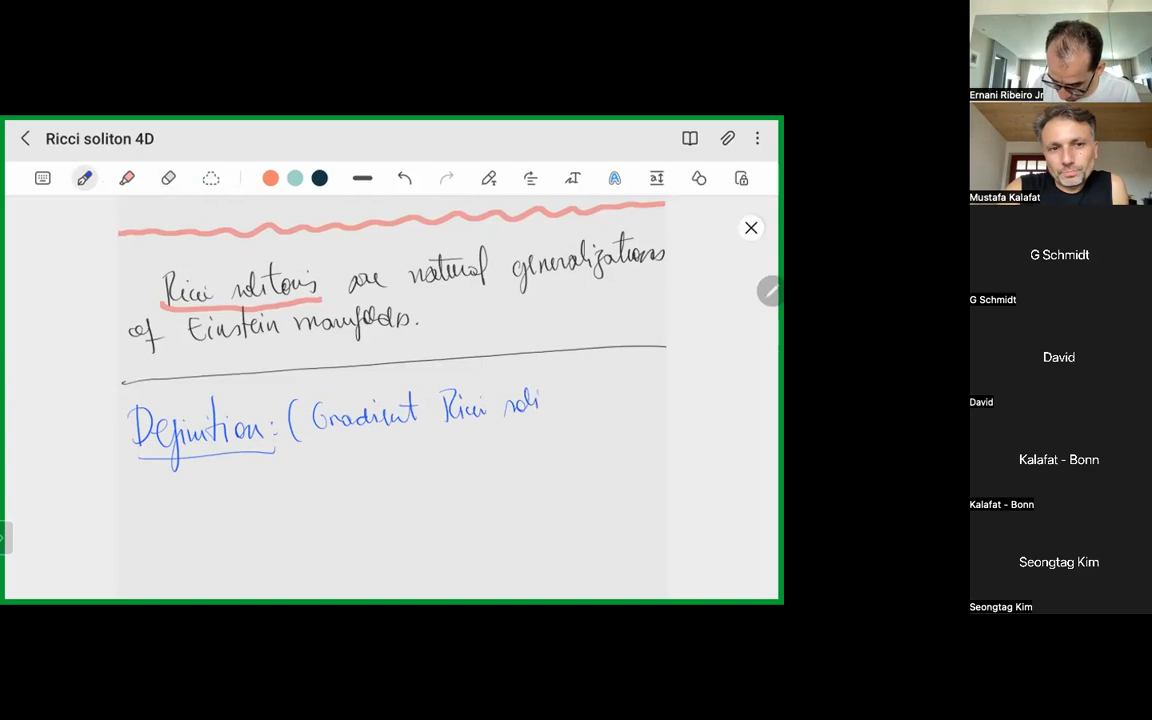 Ricci soliton 4D
Ricci solitons are natural generalizations
of Einstein manifolds.
Definition: (Gradient Ricci soli
Ernani Ribeiro Jr
Mustafa Kalafat
G Schmidt
G Schmidt
David
David
Kalafat - Bonn
Kalafat - Bonn
Seongtag Kim
Seongtag Kim